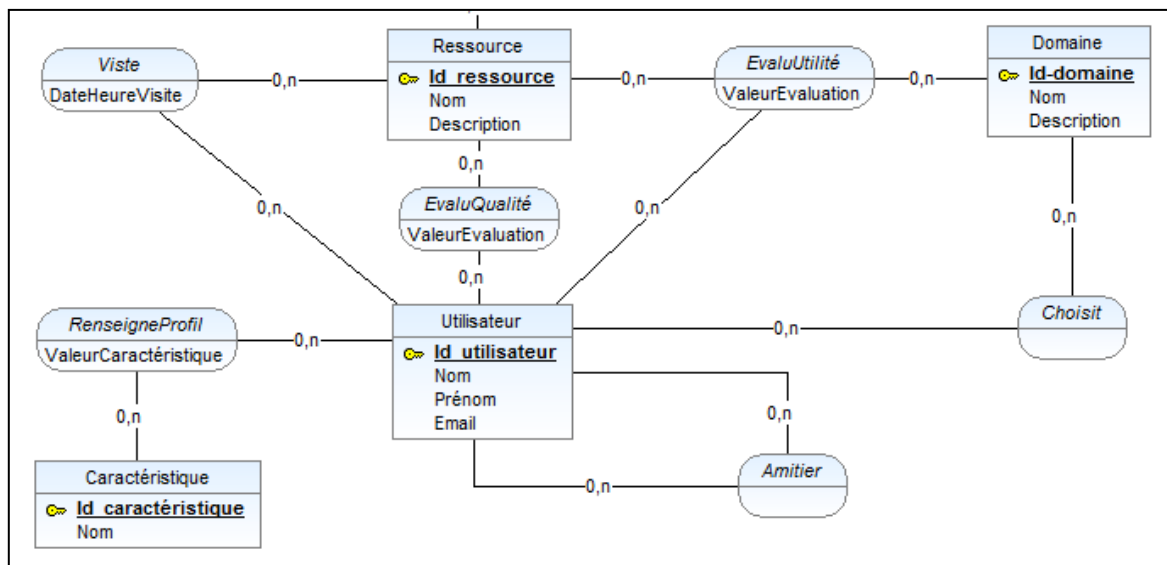 Ressource
Id_ressource
Nom
Description
Viste
DateHeureVisite
0,n
0,n
EvaluUtilité
ValeurEvaluation
0,n
Domaine
Id-domaine
Nom
Description
0,n
0,n
0,n
0,n
EvaluQualité
ValeurEvaluation
0,n
RenseigneProfil
ValeurCaractéristique
0,n
Utilisateur
Id_utilisateur
Nom
Prénom
Email
0,n
Choisit
0,n
0,n
Caractéristique
Id_caractéristique
Nom
0,n
Amitier